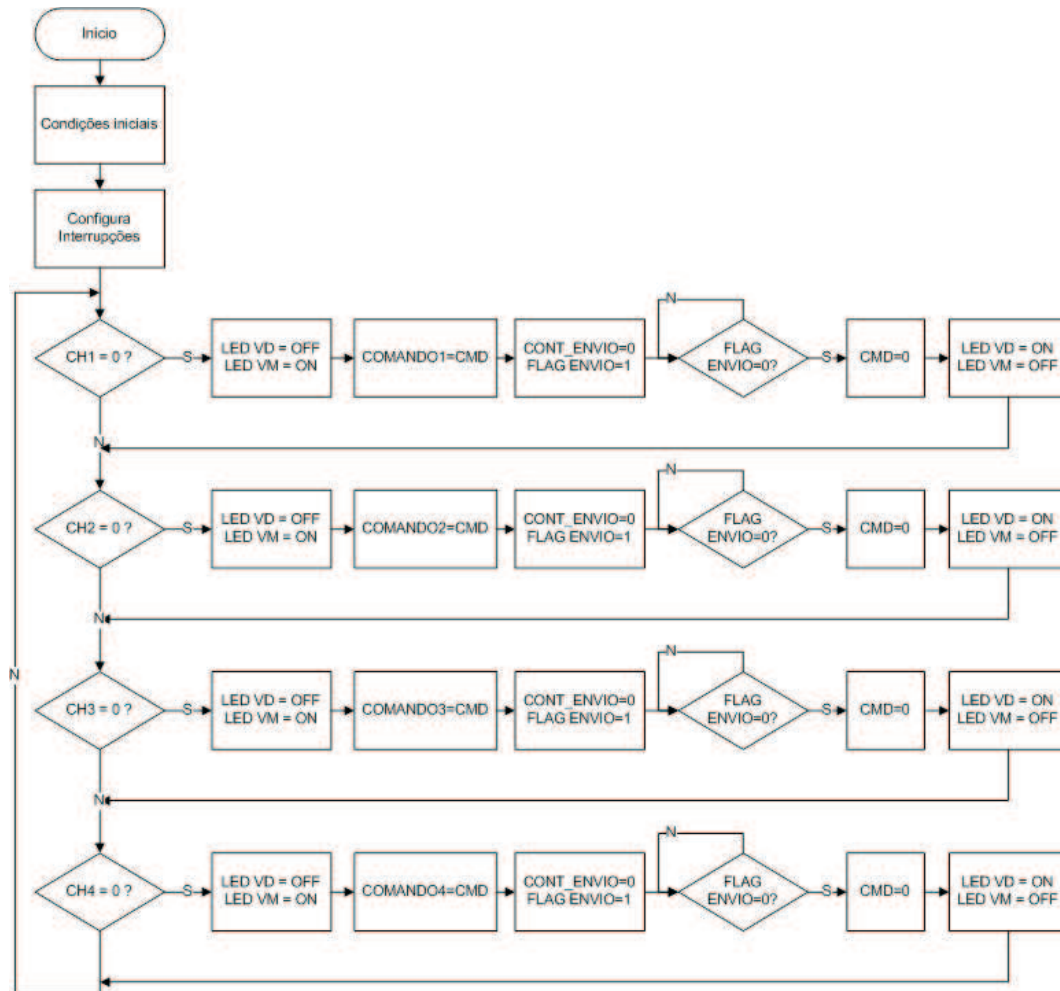 Início
Condições iniciais
Configura
Interrupções
CH1 = 0 ?
S
LED VD = OFF
LED VM = ON
COMANDO1=CMD
CONT_ENVIO=0
FLAG ENVIO=1
N
FLAG
ENVIO=0?
S
CMD=0
LED VD = ON
LED VM = OFF
N
CH2 = 0 ?
S
LED VD = OFF
LED VM = ON
COMANDO2=CMD
CONT_ENVIO=0
FLAG ENVIO=1
N
FLAG
ENVIO=0?
S
CMD=0
LED VD = ON
LED VM = OFF
N
N
CH3 = 0 ?
S
LED VD = OFF
LED VM = ON
COMANDO3=CMD
CONT_ENVIO=0
FLAG ENVIO=1
N
FLAG
ENVIO=0?
S
CMD=0
LED VD = ON
LED VM = OFF
N
CH4 = 0 ?
S
LED VD = OFF
LED VM = ON
COMANDO4=CMD
CONT_ENVIO=0
FLAG ENVIO=1
N
FLAG
ENVIO=0?
S
CMD=0
LED VD = ON
LED VM = OFF